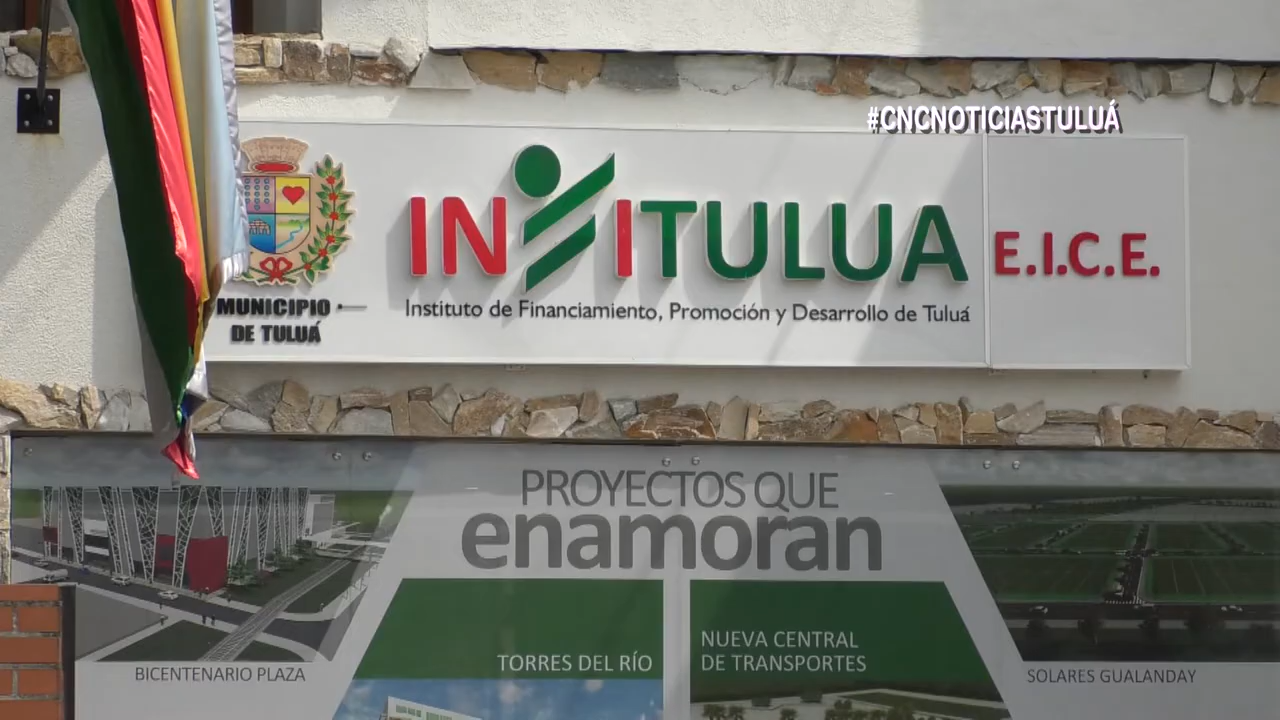 #CNCNOTICIASTULUÁ
INFITULUA E.I.C.E.
Instituto de Financiamiento, Promoción y Desarrollo de Tuluá
MUNICIPIO
DE TULUÁ
PROYECTOS QUE
enamoran
BICENTENARIO PLAZA
TORRES DEL RÍO
NUEVA CENTRAL
DE TRANSPORTES
SOLARES GUALANDAY